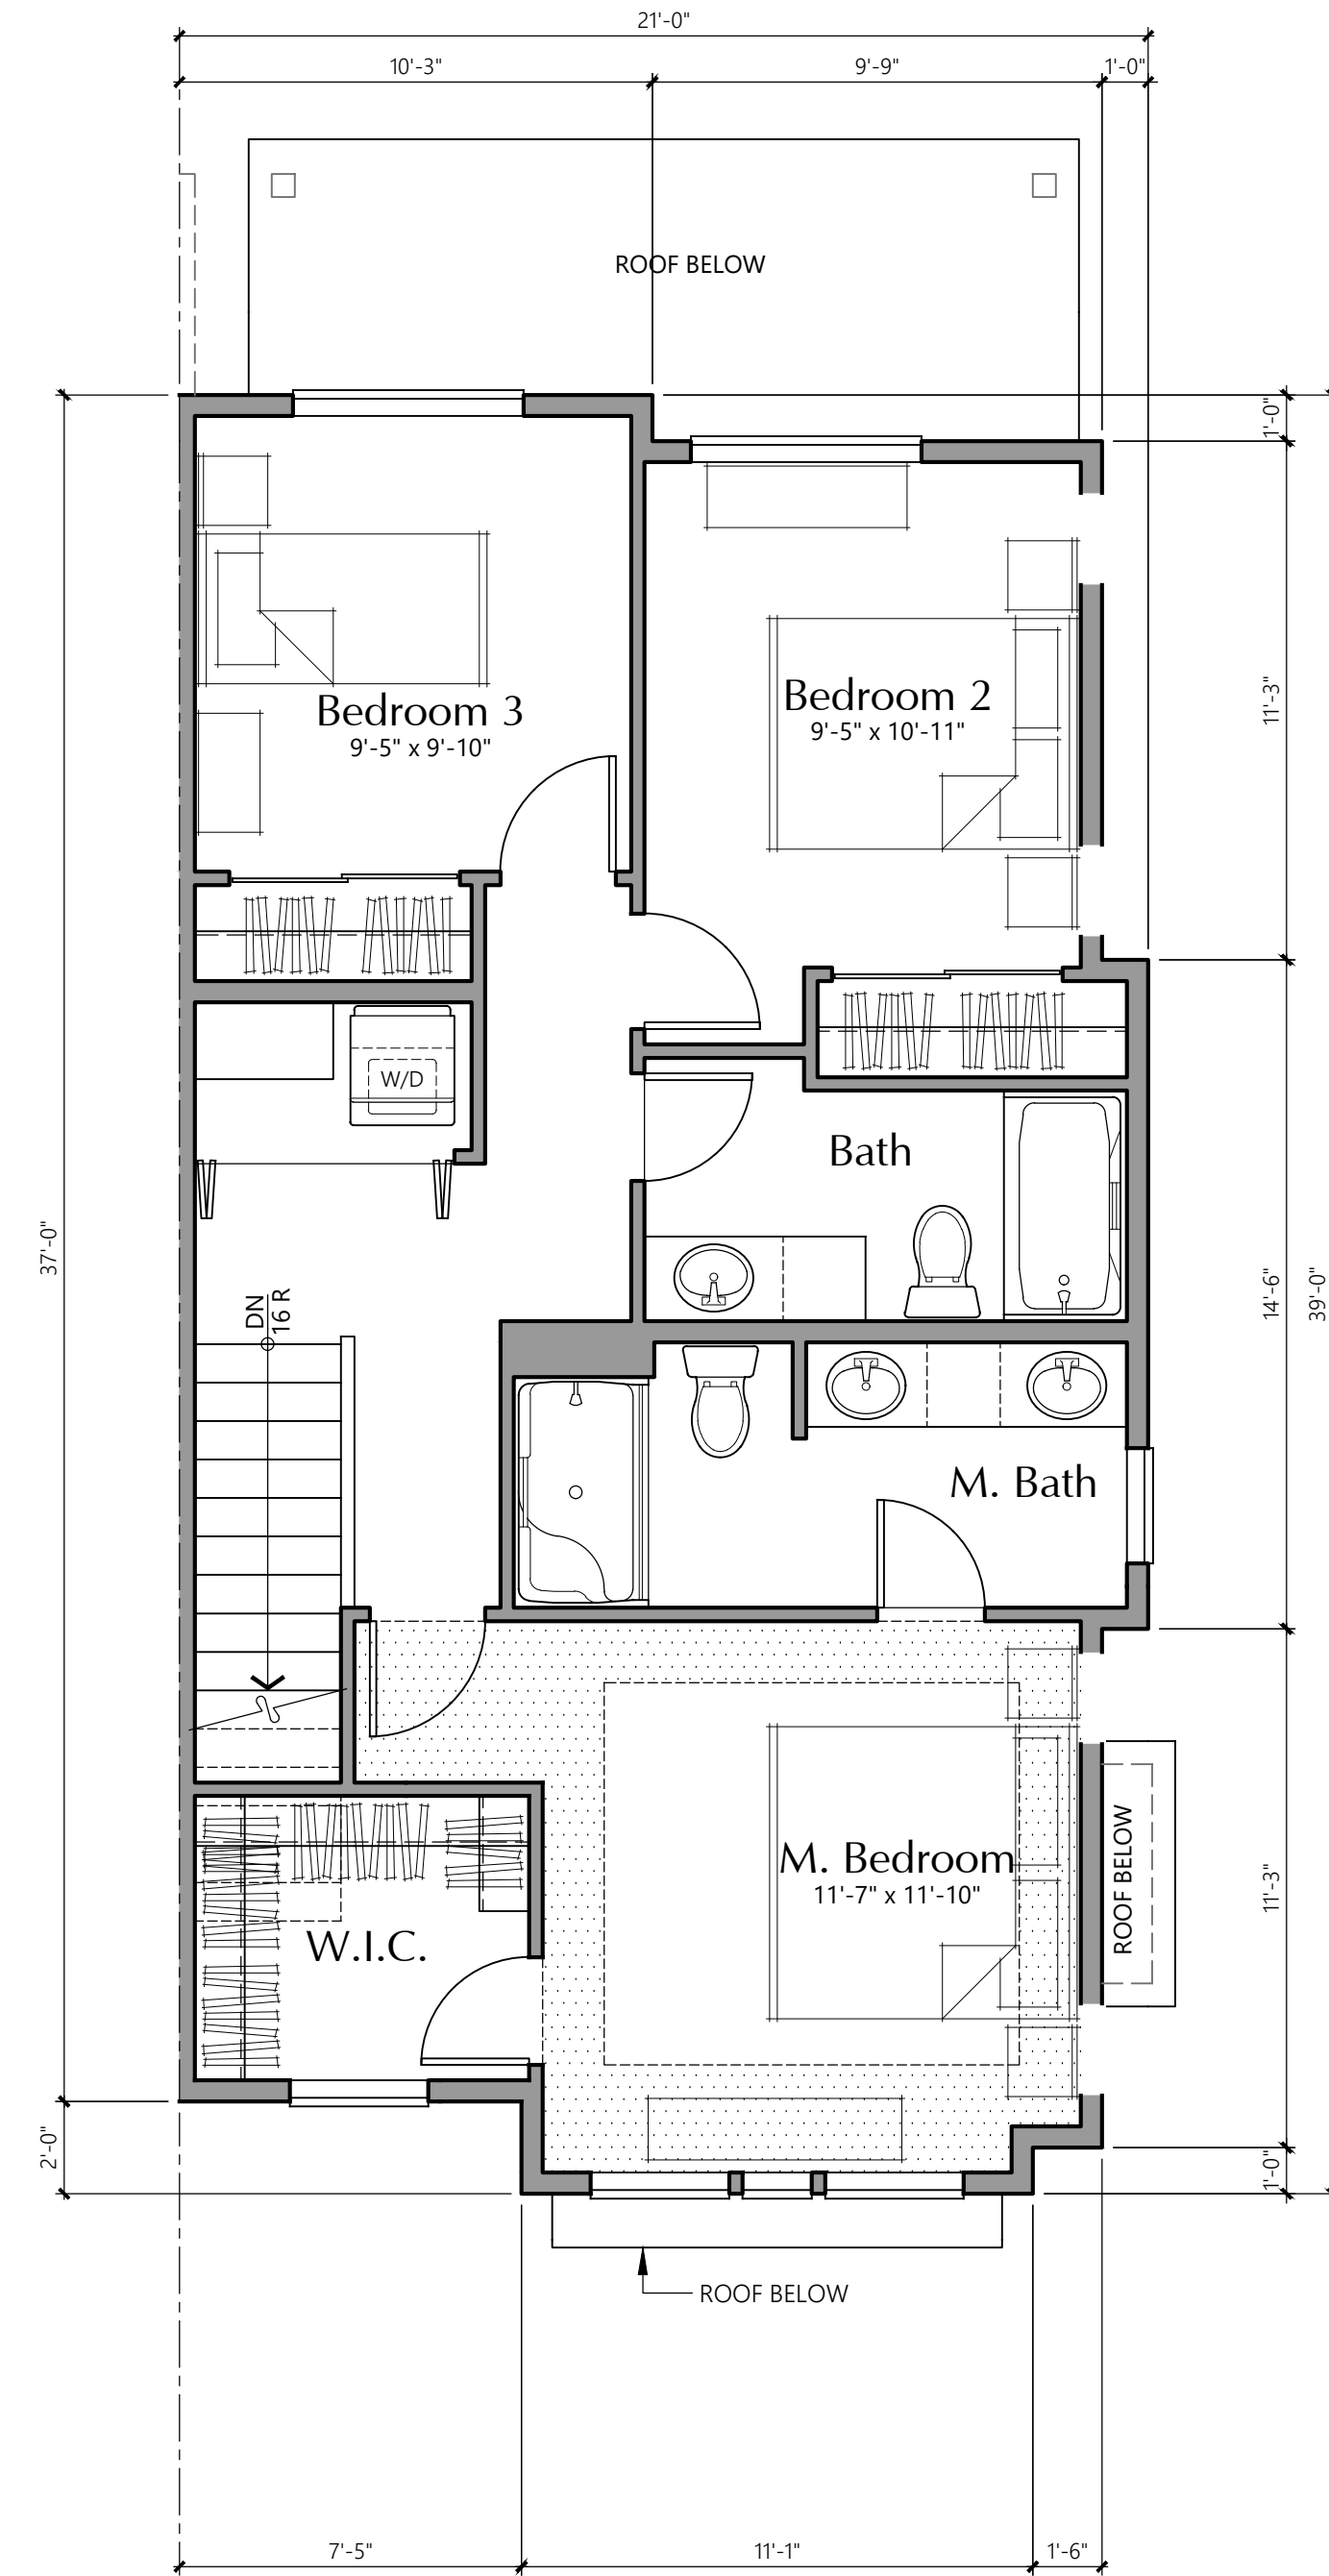 21'-0"
10'-3"
9'-9"
1'-0"
ROOF BELOW
1'-0"
Bedroom 3
9'-5" x 9'-10"
Bedroom 2
9'-5" x 10'-11"
11'-3"
W/D
Bath
37'-0"
DN
16 R
14'-6"
39'-0"
M. Bath
M. Bedroom
11'-7" x 11'-10"
ROOF BELOW
11'-3"
W.I.C.
2'-0"
1'-0"
ROOF BELOW
7'-5"
11'-1"
1'-6"